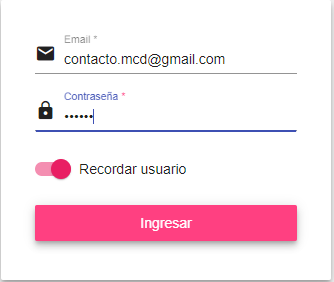 Email *
contacto.mcd@gmail.com
Contraseña *
••••••
Recordar usuario
Ingresar